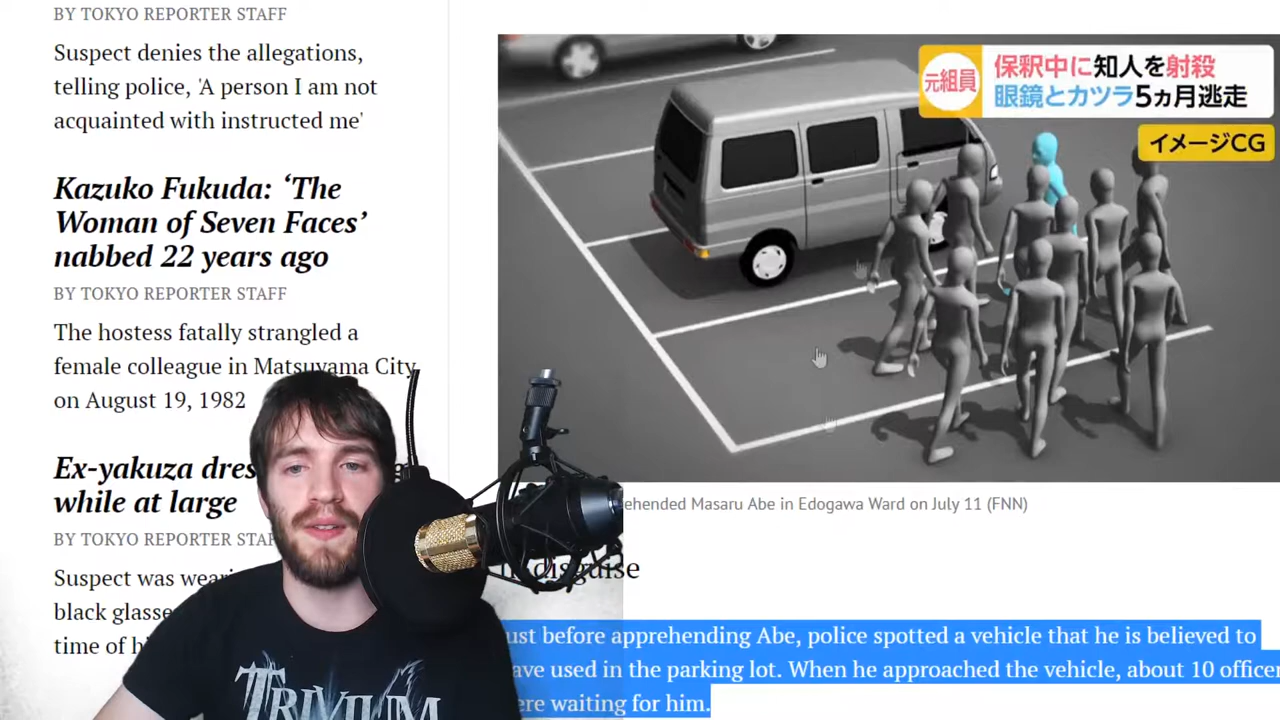 BY TOKYO REPORTER STAFF
Suspect denies the allegations,
telling police, 'A person I am not
acquainted with instructed me'
Kazuko Fukuda: ‘The
Woman of Seven Faces’
nabbed 22 years ago
BY TOKYO REPORTER STAFF
The hostess fatally strangled a
female colleague in Matsuyama City
on August 19, 1982
Ex-yakuza
while at large
BY TOKYO REPORTER
Suspect was
black
time of
元組員
保釈中に知人を射殺
眼鏡とカツラ5ヵ月逃走
イメージCG
Masaru Abe in Edogawa Ward on July 11 (FNN)
disguise
before apprehending Abe, police spotted a vehicle that he is believed to
used in the parking lot. When he approached the vehicle, about 10
waiting for him.
TRIVIUM